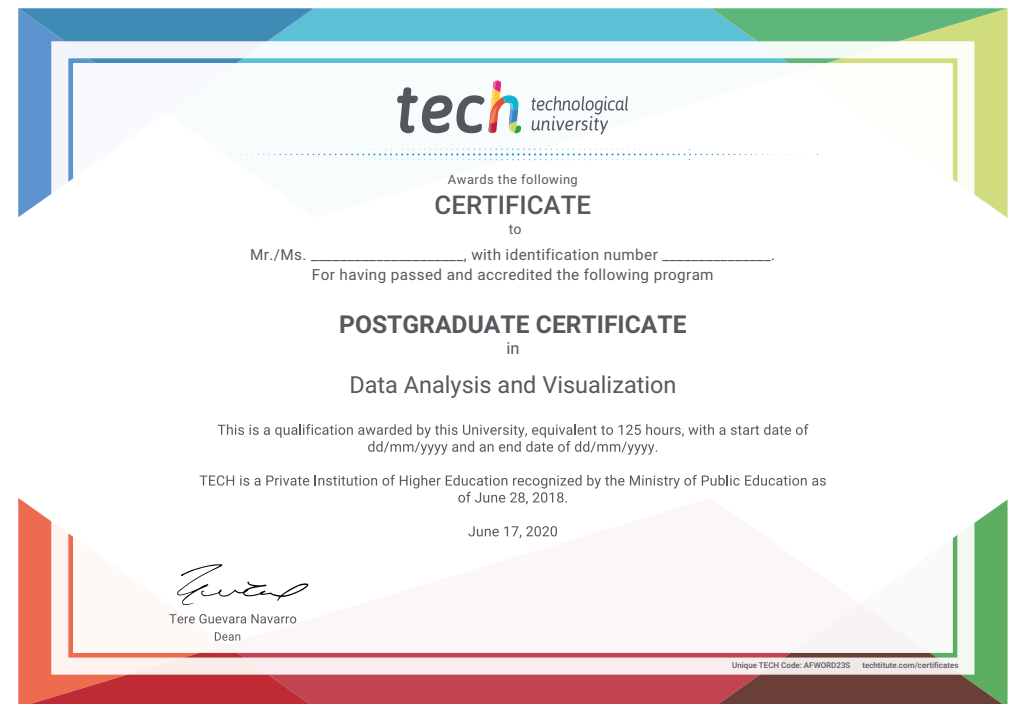 tech technological
university
Awards the following
CERTIFICATE
to
Mr./Ms. _____________________, with identification number _______________.
For having passed and accredited the following program
POSTGRADUATE CERTIFICATE
in
Data Analysis and Visualization
This is a qualification awarded by this University, equivalent to 125 hours, with a start date of
dd/mm/yyyy and an end date of dd/mm/yyyy.
TECH is a Private Institution of Higher Education recognized by the Ministry of Public Education as
of June 28, 2018.
June 17, 2020
Tere Guevara Navarro
Dean
Unique TECH Code: AFWORD23S techtitute.com/certificates